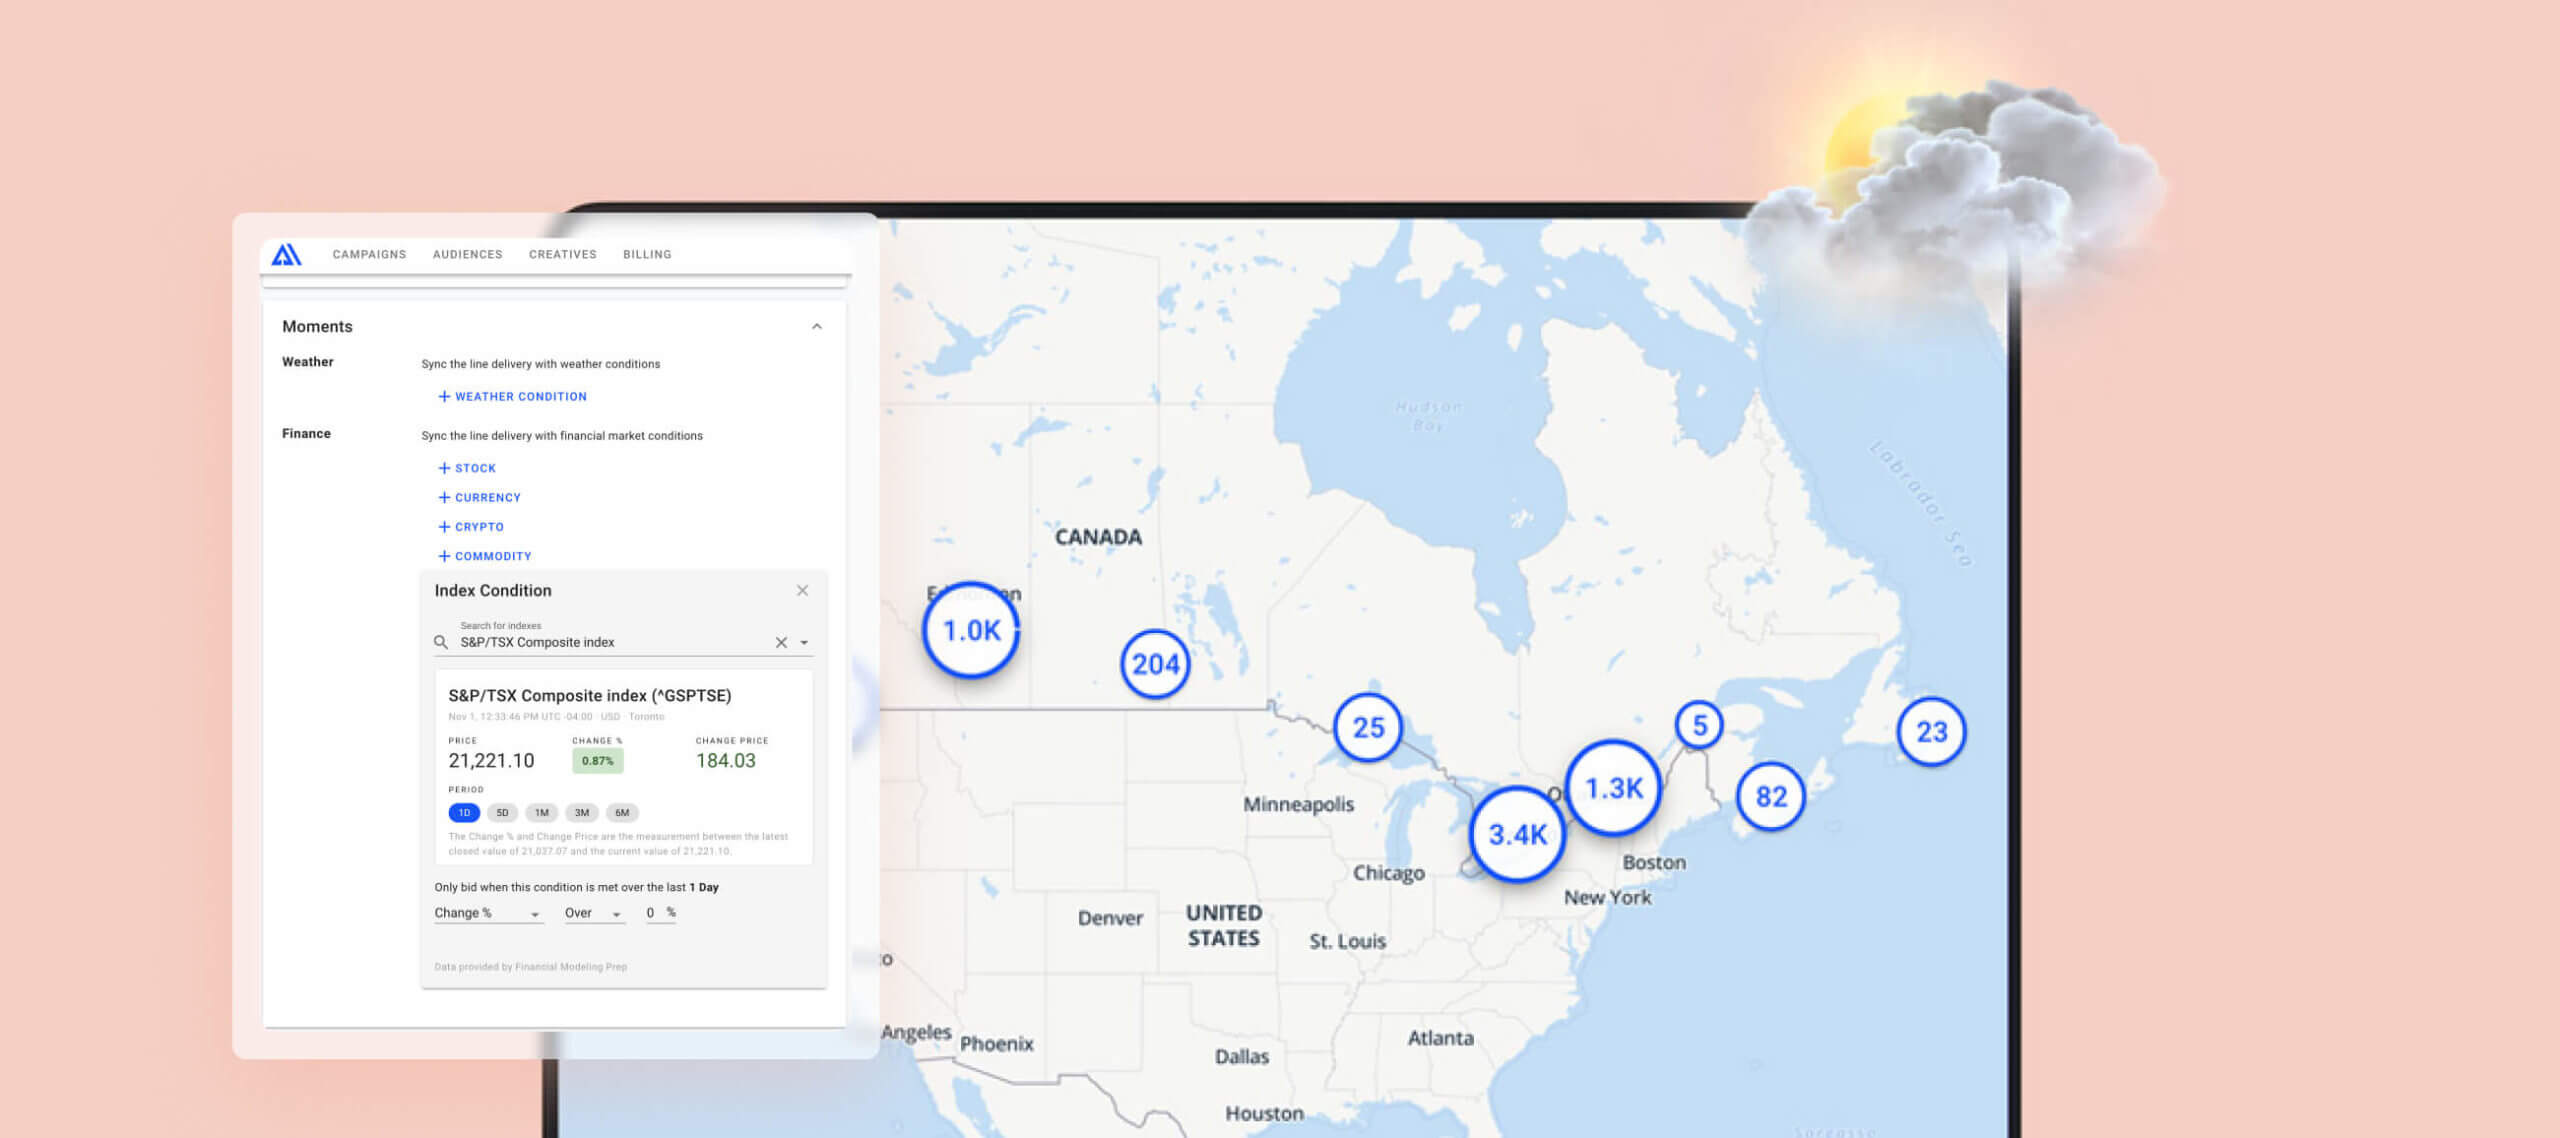 CAMPAIGNS AUDIENCES CREATIVES BILLING
Moments
Weather
Sync the line delivery with weather conditions
+ WEATHER CONDITION
Finance
Sync the line delivery with financial market conditions
+ STOCK
+ CURRENCY
+ CRYPTO
+ COMMODITY
Index Condition
Search for indexes
S&P/TSX Composite index
S&P/TSX Composite index (^GSPTSE)
Nov 1, 12:33:46 PM UTC -04:00 · USD · Toronto
PRICE CHANGE % CHANGE PRICE
21,221.10 0.87% 184.03
PERIOD
1D 5D 1M 3M 6M
The Change % and Change Price are the measurement between the latest
closed value of 21,037.07 and the current value of 21,221.10.
Only bid when this condition is met over the last 1 Day
Change % Over 0 %
Data provided by Financial Modeling Prep
Hudson
Bay
Labrador Sea
CANADA
1.0K
204
25
5
23
1.3K
82
3.4K
Minneapolis
Boston
Chicago
New York
Denver
UNITED
STATES
St. Louis
Angeles
Phoenix
Atlanta
Dallas
Houston